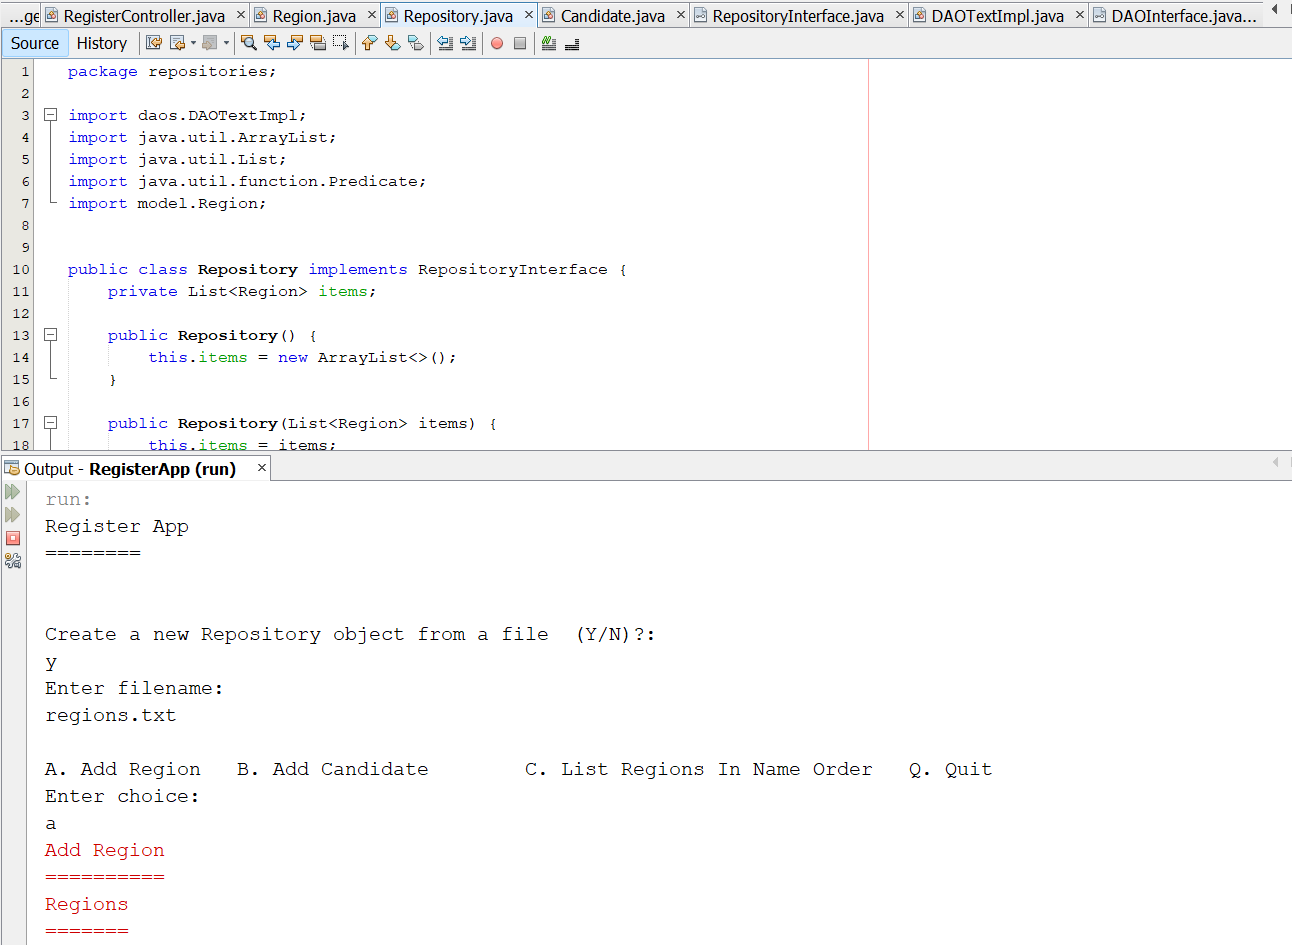 ...ge RegisterController.java × Region.java × Repository.java × Candidate.java × RepositoryInterface.java × DAOTextImpl.java × DAOInterface.java...
Source History
1 package repositories;
2
3 import daos.DAOTextImpl;
4 import java.util.ArrayList;
5 import java.util.List;
6 import java.util.function.Predicate;
7 import model.Region;
8
9
10 public class Repository implements RepositoryInterface {
11 private List<Region> items;
12
13 public Repository() {
14 this.items = new ArrayList<>();
15 }
16
17 public Repository(List<Region> items) {
18 this.items = items;
Output - RegisterApp (run) ×
run:
Register App
========
Create a new Repository object from a file  (Y/N)?:
y
Enter filename:
regions.txt
A. Add Region   B. Add Candidate        C. List Regions In Name Order   Q. Quit
Enter choice:
a
Add Region
==========
Regions
=======